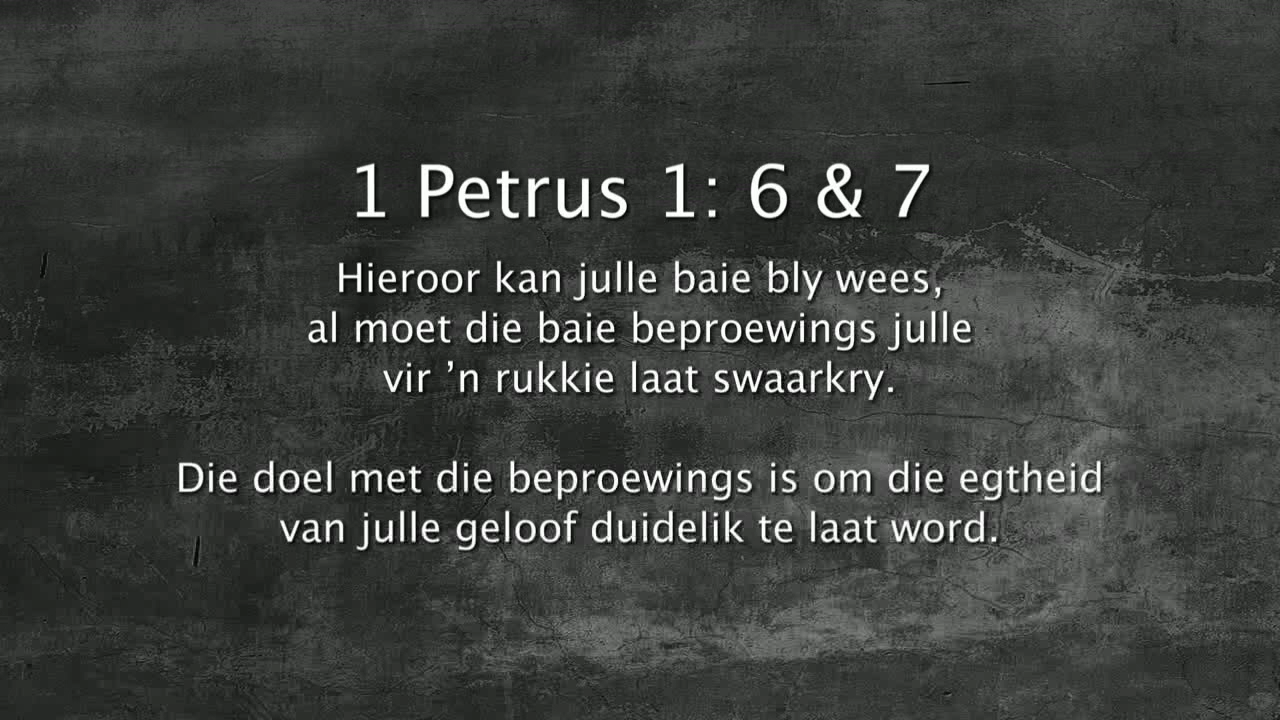 1 Petrus 1: 6 & 7
Hieroor kan julle baie bly wees,
al moet die baie beproewings julle
vir ’n rukkie laat swaarkry.
Die doel met die beproewings is om die egtheid
van julle geloof duidelik te laat word.